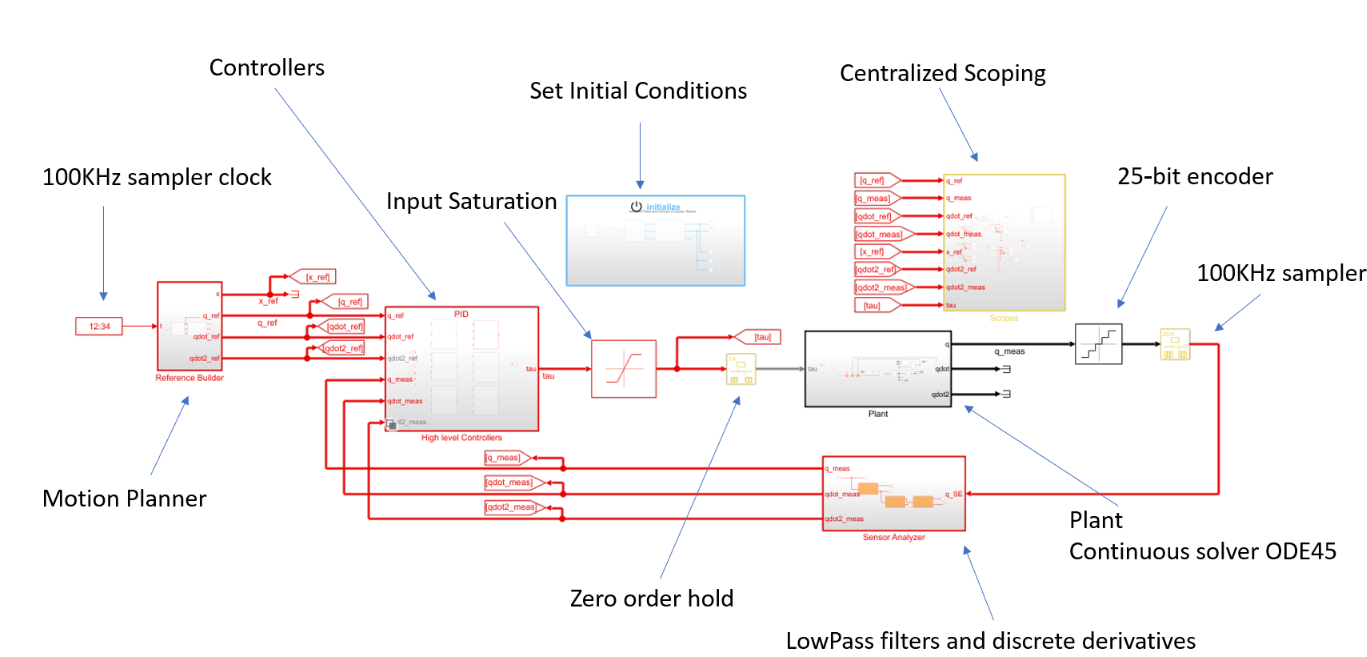 Controllers
Set Initial Conditions
Centralized Scoping
100KHz sampler clock
Input Saturation
25-bit encoder
100KHz sampler
initialize
[q_ref]
[q_meas]
[qdot_ref]
[qdot_meas]
[x_ref]
[qdot2_ref]
[qdot2_meas]
[tau]
q_ref
q_meas
qdot_ref
qdot_meas
x_ref
qdot2_ref
qdot2_meas
tau
Scopes
12:34
t
x
q_ref
qdot_ref
qdot2_ref
Reference Builder
[x_ref]
x_ref
[q_ref]
q_ref
[qdot_ref]
[qdot2_ref]
PID
q_ref
qdot_ref
qdot2_ref
q_meas
qdot_meas
t2_meas
tau
High level Controllers
tau
[tau]
tau
q
qdot
qdot2
Plant
q_meas
[q_meas]
[qdot_meas]
[qdot2_meas]
q_meas
qdot_meas
qdot2_meas
q_SE
Sensor Analyzer
Motion Planner
Zero order hold
Plant
Continuous solver ODE45
LowPass filters and discrete derivatives